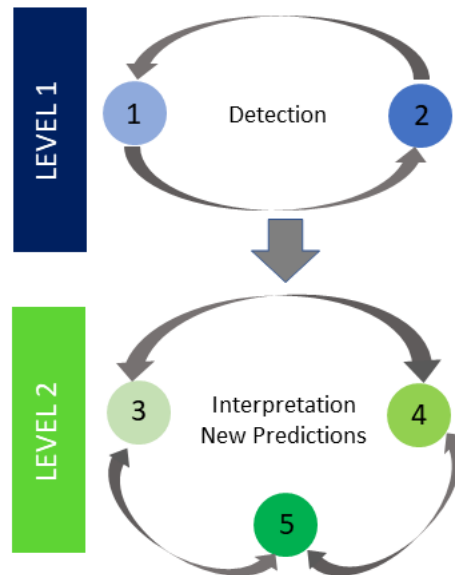 LEVEL 1
1
Detection
2
LEVEL 2
3
Interpretation
New Predictions
4
5